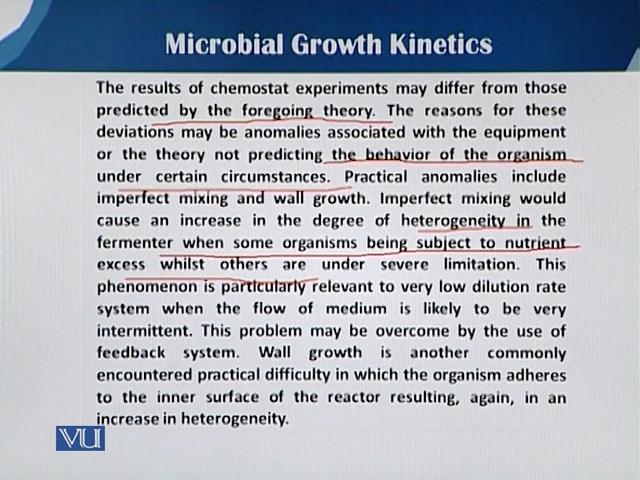 Microbial Growth Kinetics
The results of chemostat experiments may differ from those
predicted by the foregoing theory. The reasons for these
deviations may be anomalies associated with the equipment
or the theory not predicting the behavior of the organism
under certain circumstances. Practical anomalies include
imperfect mixing and wall growth. Imperfect mixing would
cause an increase in the degree of heterogeneity in the
fermenter when some organisms being subject to nutrient
excess whilst others are under severe limitation. This
phenomenon is particularly relevant to very low dilution rate
system when the flow of medium is likely to be very
intermittent. This problem may be overcome by the use of
feedback system. Wall growth is another commonly
encountered practical difficulty in which the organism adheres
to the inner surface of the reactor resulting, again, in an
increase in heterogeneity.
VU